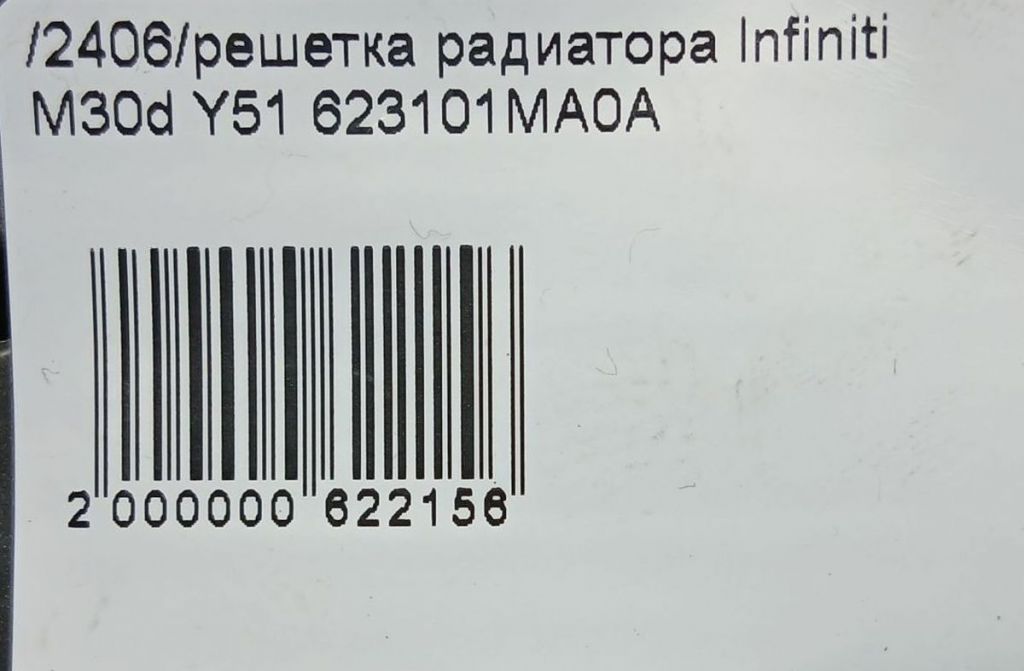 /2406/решетка радиатора Infiniti
M30d Y51 623101MA0A
2 000000 622156